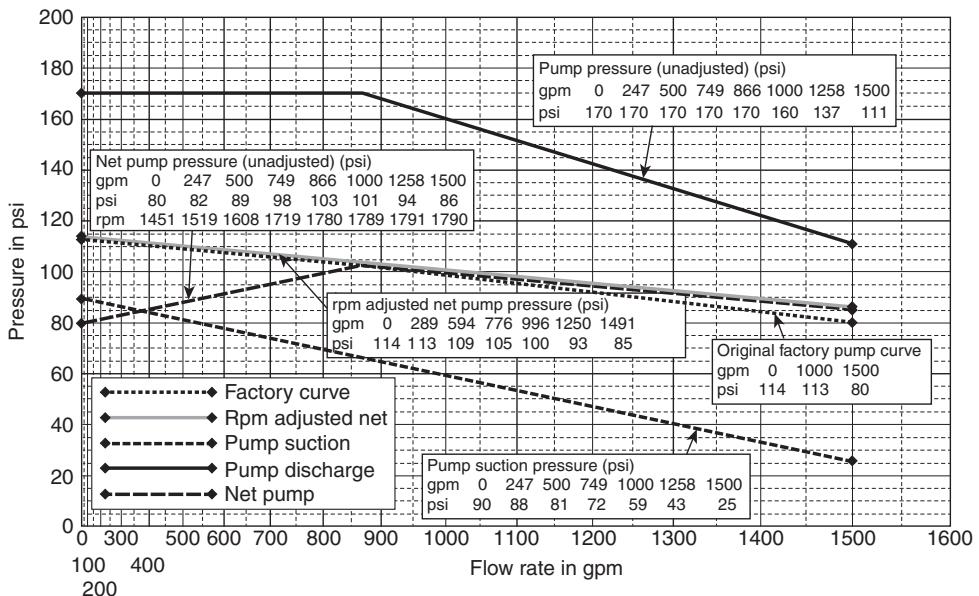 200
180
160
140
120
100
80
60
40
20
0
Pressure in psi
Pump pressure (unadjusted) (psi)
gpm 0 247 500 749 866 1000 1258 1500
psi 170 170 170 170 170 160 137 111
Net pump pressure (unadjusted) (psi)
gpm 0 247 500 749 866 1000 1258 1500
psi 80 82 89 98 103 101 94 86
rpm 1451 1519 1608 1719 1780 1789 1791 1790
rpm adjusted net pump pressure (psi)
gpm 0 289 594 776 996 1250 1491
psi 114 113 109 105 100 93 85
Original factory pump curve
gpm 0 1000 1500
psi 114 113 80
Factory curve
Rpm adjusted net
Pump suction
Pump discharge
Net pump
Pump suction pressure (psi)
gpm 0 247 500 749 1000 1258 1500
psi 90 88 81 72 59 43 25
0 300 500 600 700 800 900 1000 1100 1200 1300 1400 1500 1600
100 400
200
Flow rate in gpm